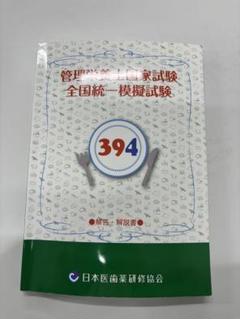 管理栄養士国家試験
全国統一模擬試験
394
●解答・解説書●
日本医歯薬研修協会